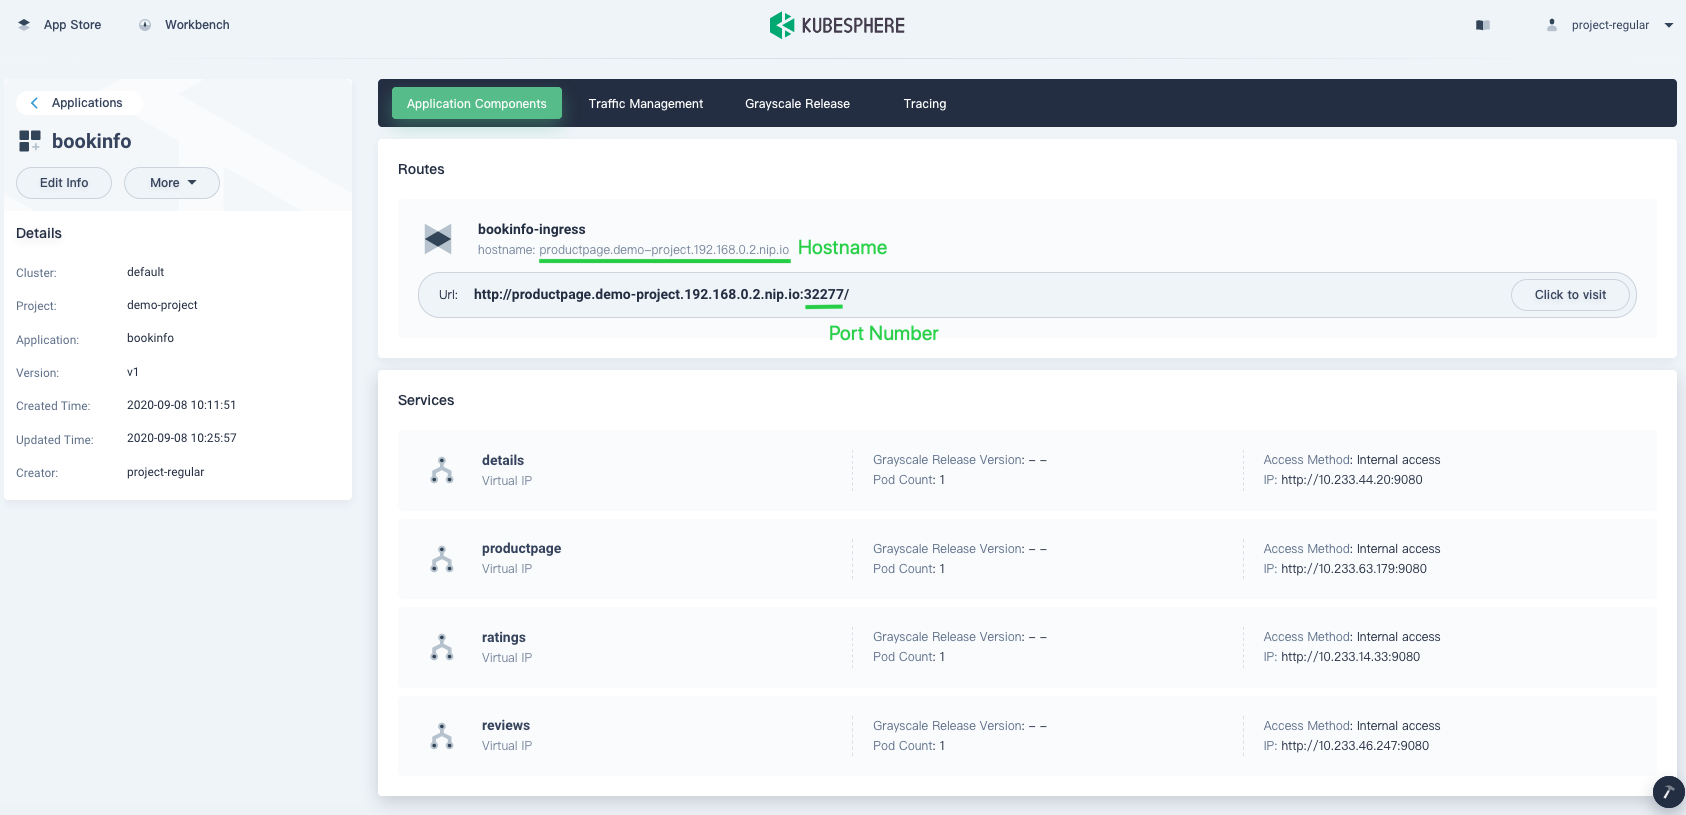 App Store
Workbench
KUBESPHERE
project-regular
Applications
bookinfo
Edit Info
More
Details
Cluster: default
Project: demo-project
Application: bookinfo
Version: v1
Created Time: 2020-09-08 10:11:51
Updated Time: 2020-09-08 10:25:57
Creator: project-regular
Application Components
Traffic Management
Grayscale Release
Tracing
Routes
bookinfo-ingress
hostname: productpage.demo-project.192.168.0.2.nip.io
Hostname
Url: http://productpage.demo-project.192.168.0.2.nip.io:32277/
Click to visit
Port Number
Services
details
Virtual IP
Grayscale Release Version: - -
Pod Count: 1
Access Method: Internal access
IP: http://10.233.44.20:9080
productpage
Virtual IP
Grayscale Release Version: - -
Pod Count: 1
Access Method: Internal access
IP: http://10.233.63.179:9080
ratings
Virtual IP
Grayscale Release Version: - -
Pod Count: 1
Access Method: Internal access
IP: http://10.233.14.33:9080
reviews
Virtual IP
Grayscale Release Version: - -
Pod Count: 1
Access Method: Internal access
IP: http://10.233.46.247:9080